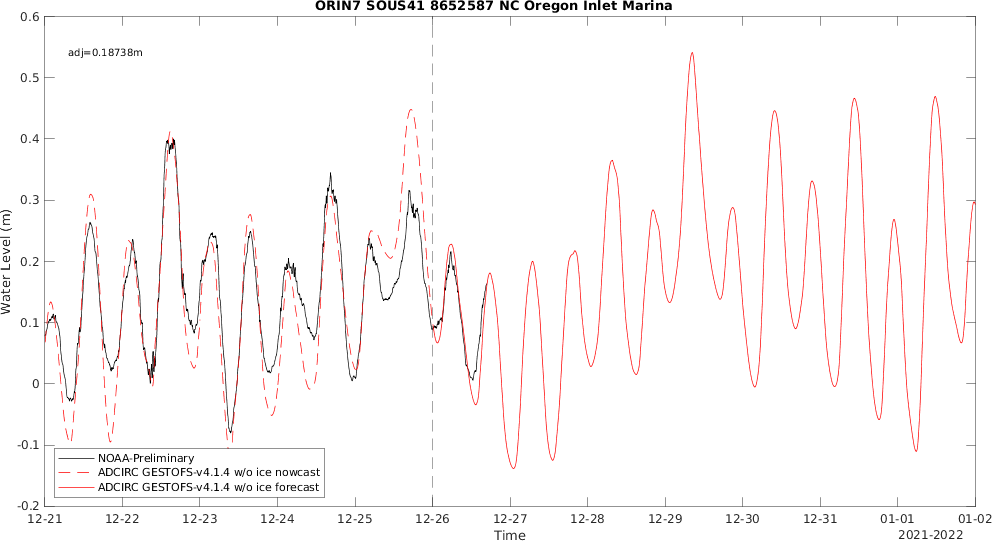 ORIN7 SOUS41 8652587 NC Oregon Inlet Marina
adj=0.18738m
0.6
0.5
0.4
0.3
0.2
0.1
0
-0.1
-0.2
Water Level (m)
NOAA-Preliminary
ADCIRC GESTOFS-v4.1.4 w/o ice nowcast
ADCIRC GESTOFS-v4.1.4 w/o ice forecast
12-21 12-22 12-23 12-24 12-25 12-26 12-27 12-28 12-29 12-30 12-31 01-01 01-02
Time
2021-2022